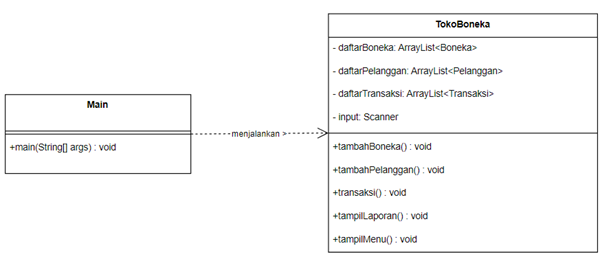 Main
+main(String[] args) : void
menjalankan >
TokoBoneka
- daftarBoneka: ArrayList<Boneka>
- daftarPelanggan: ArrayList<Pelanggan>
- daftarTransaksi: ArrayList<Transaksi>
- input: Scanner
+tambahBoneka() : void
+tambahPelanggan() : void
+transaksi() : void
+tampilLaporan() : void
+tampilMenu() : void